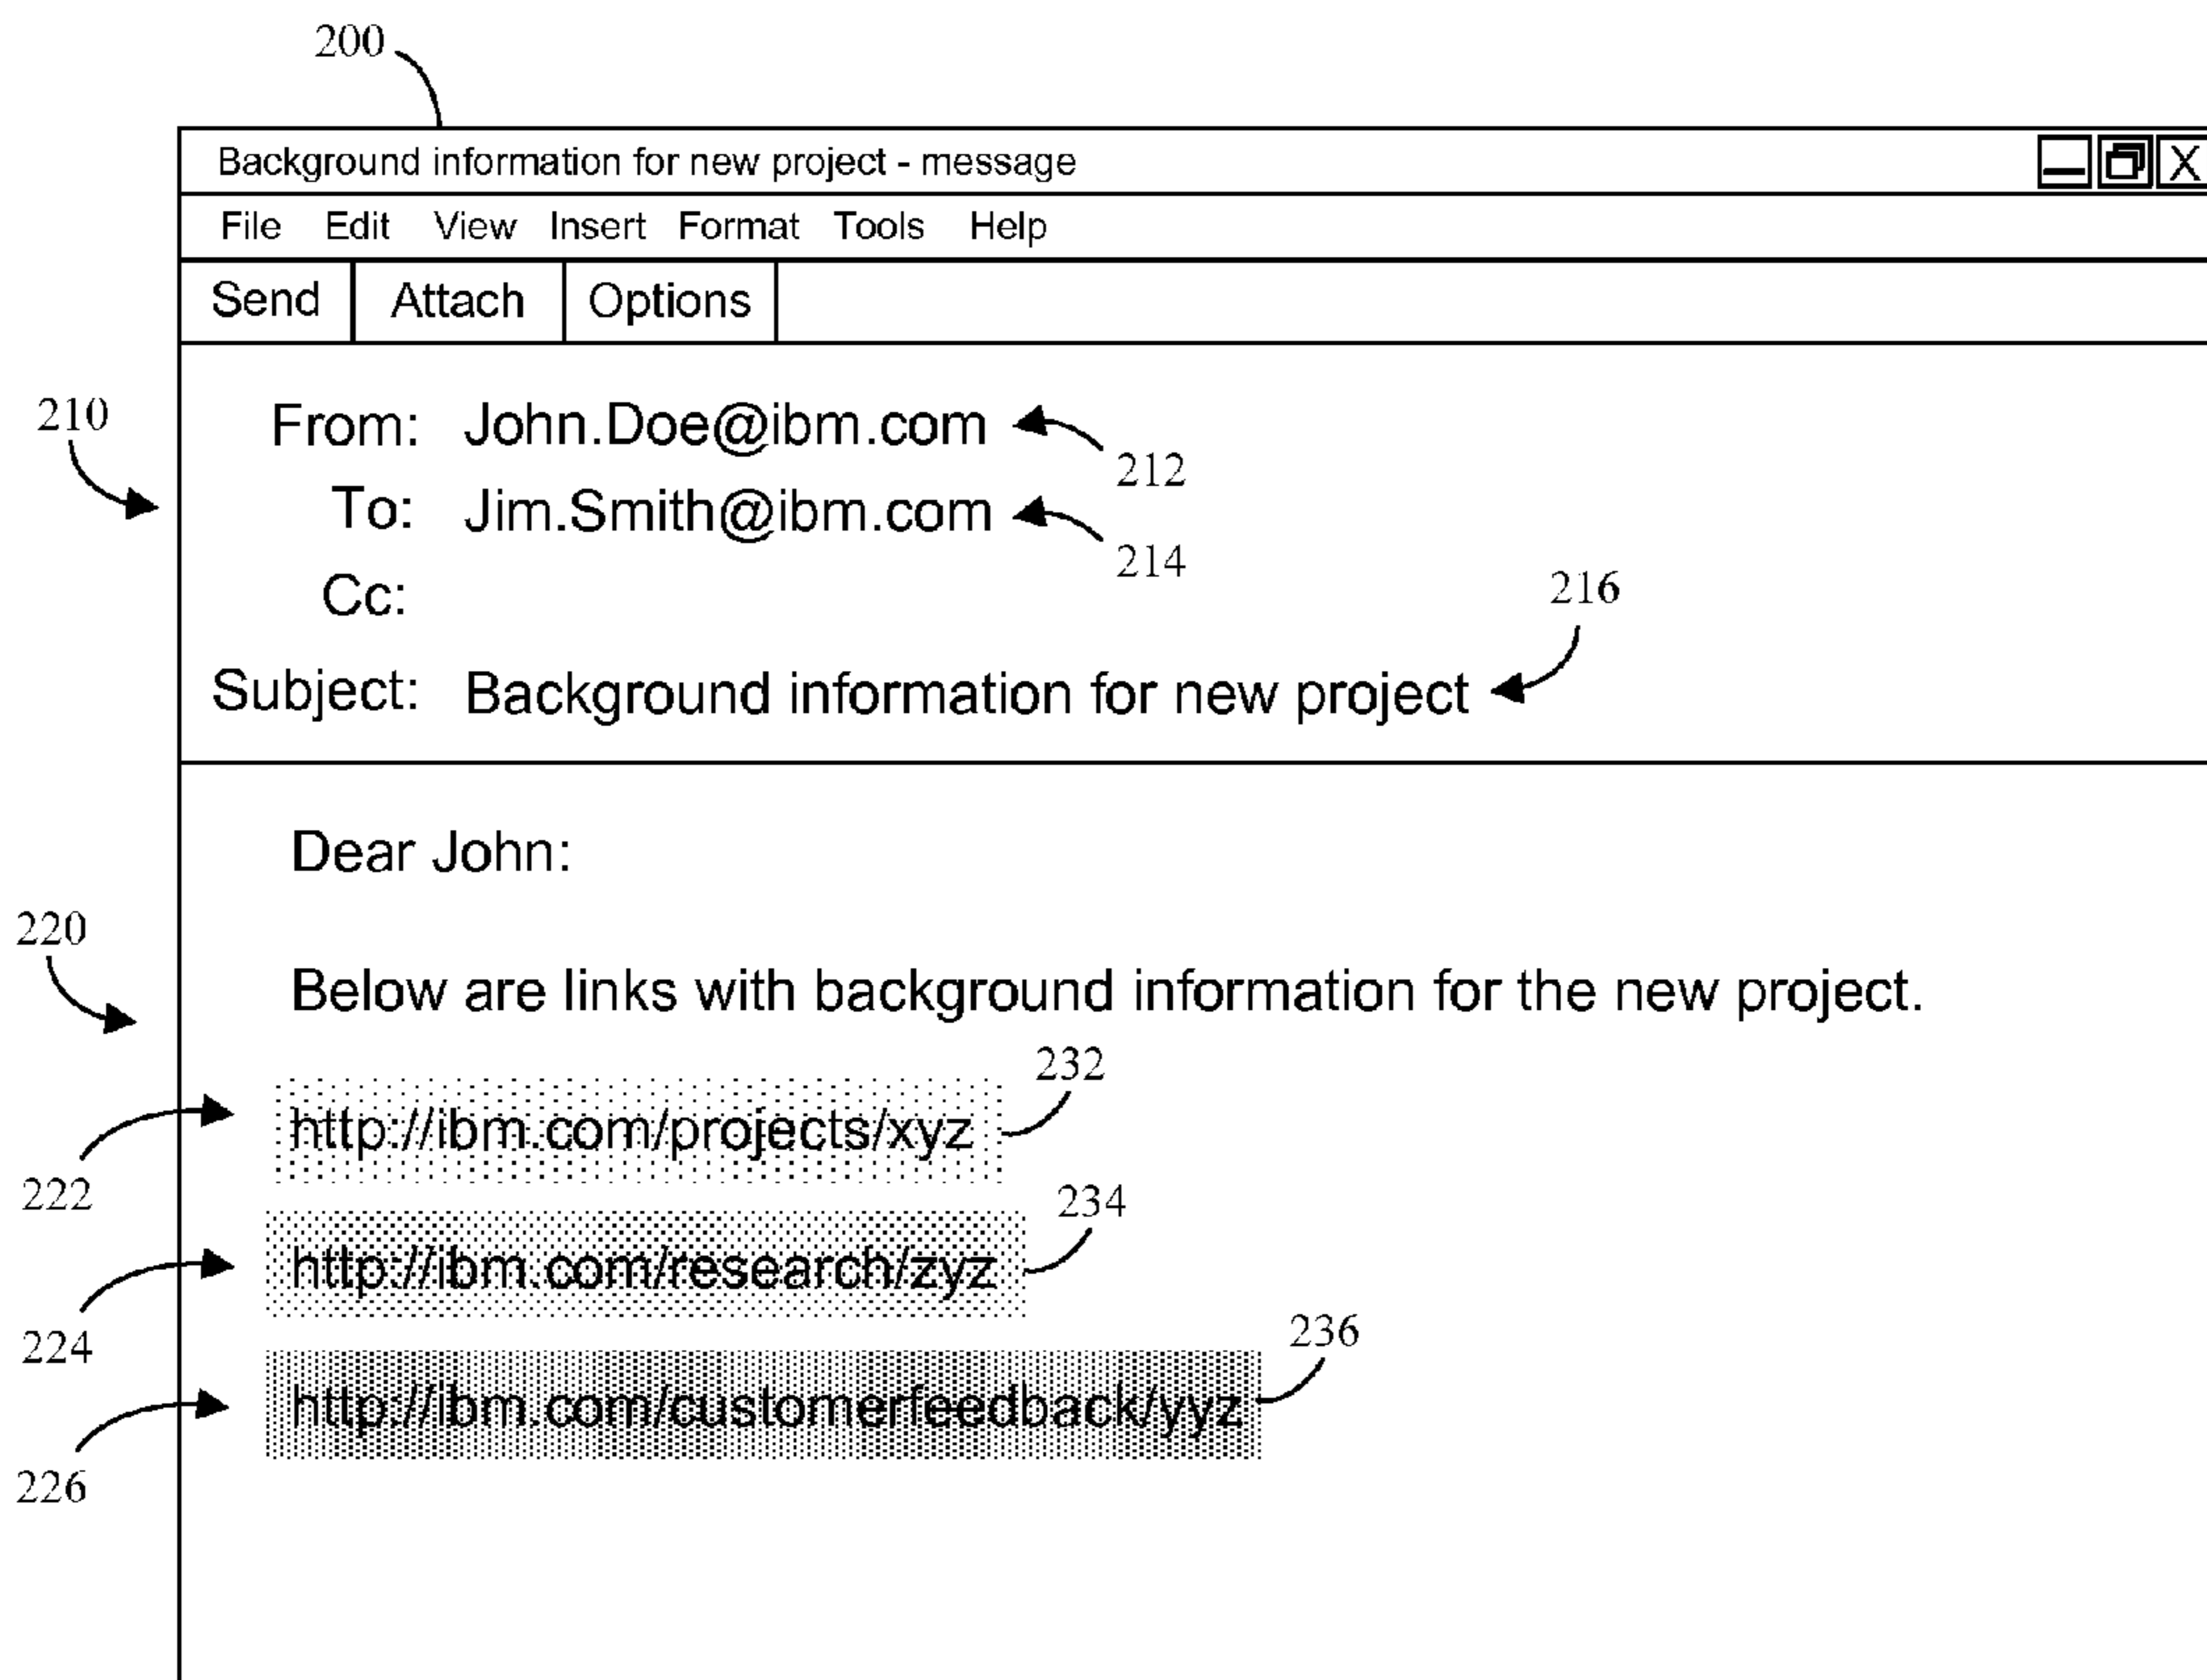 200
Background information for new project - message X
File Edit View Insert Format Tools Help
Send Attach Options
210
From: John.Doe@ibm.com
212
To: Jim.Smith@ibm.com
214
Cc:
216
Subject: Background information for new project
Dear John:
220
Below are links with background information for the new project.
232
http://ibm.com/projects/xyz
222
234
http://ibm.com/research/zyz
224
236
http://ibm.com/customerfeedback/yyz
226